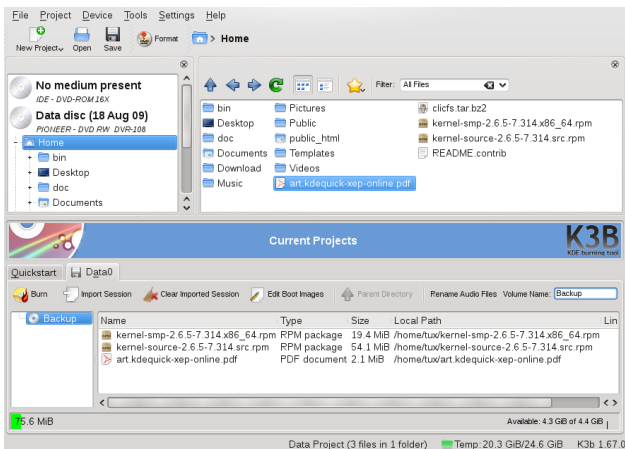 File Project Device Tools Settings Help
New Project Open Save Format > Home
No medium present
IDE - DVD-ROM 16X
Data disc (18 Aug 09)
PIONEER - DVD RW DVR-108
Home
bin
Desktop
doc
Documents
Filter: All Files
bin Pictures clicfs.tar.bz2
Desktop Public kernel-smp-2.6.5-7.314.x86_64.rpm
doc public_html kernel-source-2.6.5-7.314.src.rpm
Documents Templates README.contrib
Download Videos
Music art.kdequick-xep-online.pdf
Current Projects K3B
KDE burning tool
Quickstart Data0
Burn Import Session Clear Imported Session Edit Boot Images Parent Directory Rename Audio Files Volume Name: Backup
Backup
Name Type Size Local Path Lin
kernel-smp-2.6.5-7.314.x86_64.rpm RPM package 19.4 MiB /home/tux/kernel-smp-2.6.5-7.314.x86_64.rpm
kernel-source-2.6.5-7.314.src.rpm RPM package 54.1 MiB /home/tux/kernel-source-2.6.5-7.314.src.rpm
art.kdequick-xep-online.pdf PDF document 2.1 MiB /home/tux/art.kdequick-xep-online.pdf
75.6 MiB Available: 4.3 GiB of 4.4 GiB
Data Project (3 files in 1 folder) Temp: 20.3 GiB/24.6 GiB K3b 1.67.0